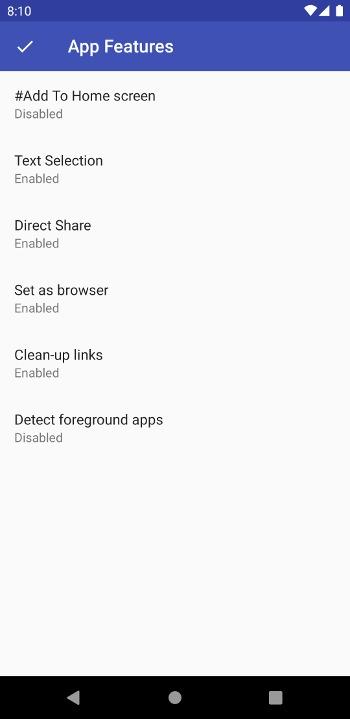 8:10
App Features
#Add To Home screen
Disabled
Text Selection
Enabled
Direct Share
Enabled
Set as browser
Enabled
Clean-up links
Enabled
Detect foreground apps
Disabled